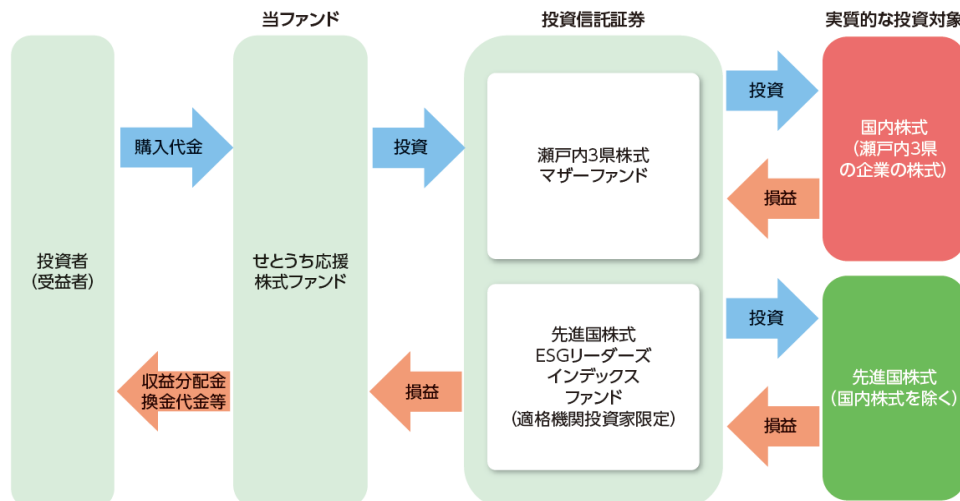 当ファンド
投資信託証券
実質的な投資対象
投資者
(受益者)
購入代金
収益分配金
換金代金等
せとうち応援
株式ファンド
投資
損益
瀬戸内3県株式
マザーファンド
投資
損益
国内株式
(瀬戸内3県
の企業の株式)
先進国株式
ESGリーダーズ
インデックス
ファンド
(適格機関投資家限定)
投資
損益
先進国株式
(国内株式を除く)